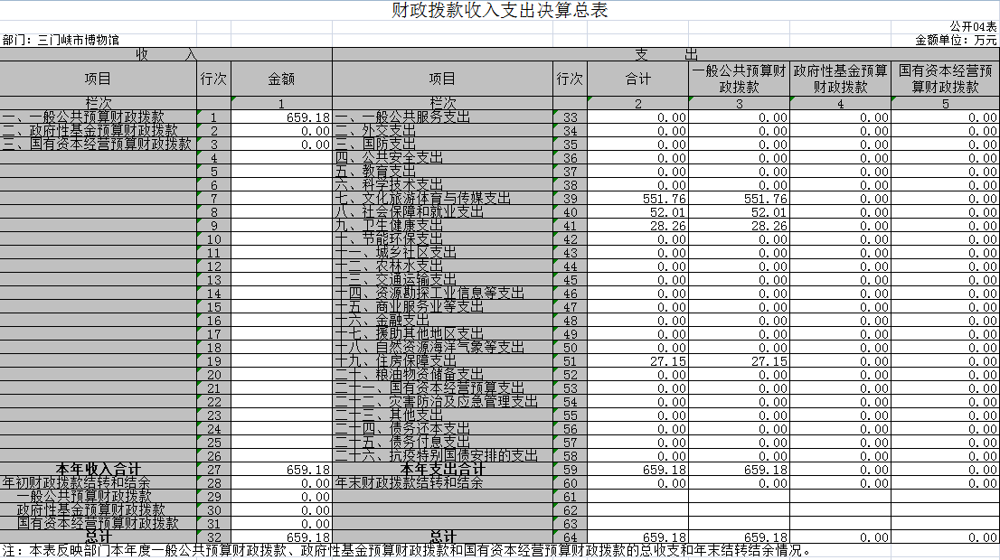 财政拨款收入支出决算总表
公开04表
部门：三门峡市博物馆 金额单位：万元
收 入 支 出
项目 行次 金额 项目 行次 合计 一般公共预算财政拨款 政府性基金预算财政拨款 国有资本经营预算财政拨款
栏次 1 栏次 2 3 4 5
一、一般公共预算财政拨款 1 659.18 一、一般公共服务支出 33 0.00 0.00 0.00 0.00
二、政府性基金预算财政拨款 2 0.00 二、外交支出 34 0.00 0.00 0.00 0.00
三、国有资本经营预算财政拨款 3 0.00 三、国防支出 35 0.00 0.00 0.00 0.00
4 四、公共安全支出 36 0.00 0.00 0.00 0.00
5 五、教育支出 37 0.00 0.00 0.00 0.00
6 六、科学技术支出 38 0.00 0.00 0.00 0.00
7 七、文化旅游体育与传媒支出 39 551.76 551.76 0.00 0.00
8 八、社会保障和就业支出 40 52.01 52.01 0.00 0.00
9 九、卫生健康支出 41 28.26 28.26 0.00 0.00
10 十、节能环保支出 42 0.00 0.00 0.00 0.00
11 十一、城乡社区支出 43 0.00 0.00 0.00 0.00
12 十二、农林水支出 44 0.00 0.00 0.00 0.00
13 十三、交通运输支出 45 0.00 0.00 0.00 0.00
14 十四、资源勘探工业信息等支出 46 0.00 0.00 0.00 0.00
15 十五、商业服务业等支出 47 0.00 0.00 0.00 0.00
16 十六、金融支出 48 0.00 0.00 0.00 0.00
17 十七、援助其他地区支出 49 0.00 0.00 0.00 0.00
18 十八、自然资源海洋气象等支出 50 0.00 0.00 0.00 0.00
19 十九、住房保障支出 51 27.15 27.15 0.00 0.00
20 二十、粮油物资储备支出 52 0.00 0.00 0.00 0.00
21 二十一、国有资本经营预算支出 53 0.00 0.00 0.00 0.00
22 二十二、灾害防治及应急管理支出 54 0.00 0.00 0.00 0.00
23 二十三、其他支出 55 0.00 0.00 0.00 0.00
24 二十四、债务还本支出 56 0.00 0.00 0.00 0.00
25 二十五、债务付息支出 57 0.00 0.00 0.00 0.00
26 二十六、抗疫特别国债安排的支出 58 0.00 0.00 0.00 0.00
本年收入合计 27 659.18 本年支出合计 59 659.18 659.18 0.00 0.00
年初财政拨款结转和结余 28 0.00 年末财政拨款结转和结余 60 0.00 0.00 0.00 0.00
一般公共预算财政拨款 29 0.00 61
政府性基金预算财政拨款 30 0.00 62
国有资本经营预算财政拨款 31 0.00 63
总计 32 659.18 总计 64 659.18 659.18 0.00 0.00
注：本表反映部门本年度一般公共预算财政拨款、政府性基金预算财政拨款和国有资本经营预算财政拨款的总收支和年末结转结余情况。